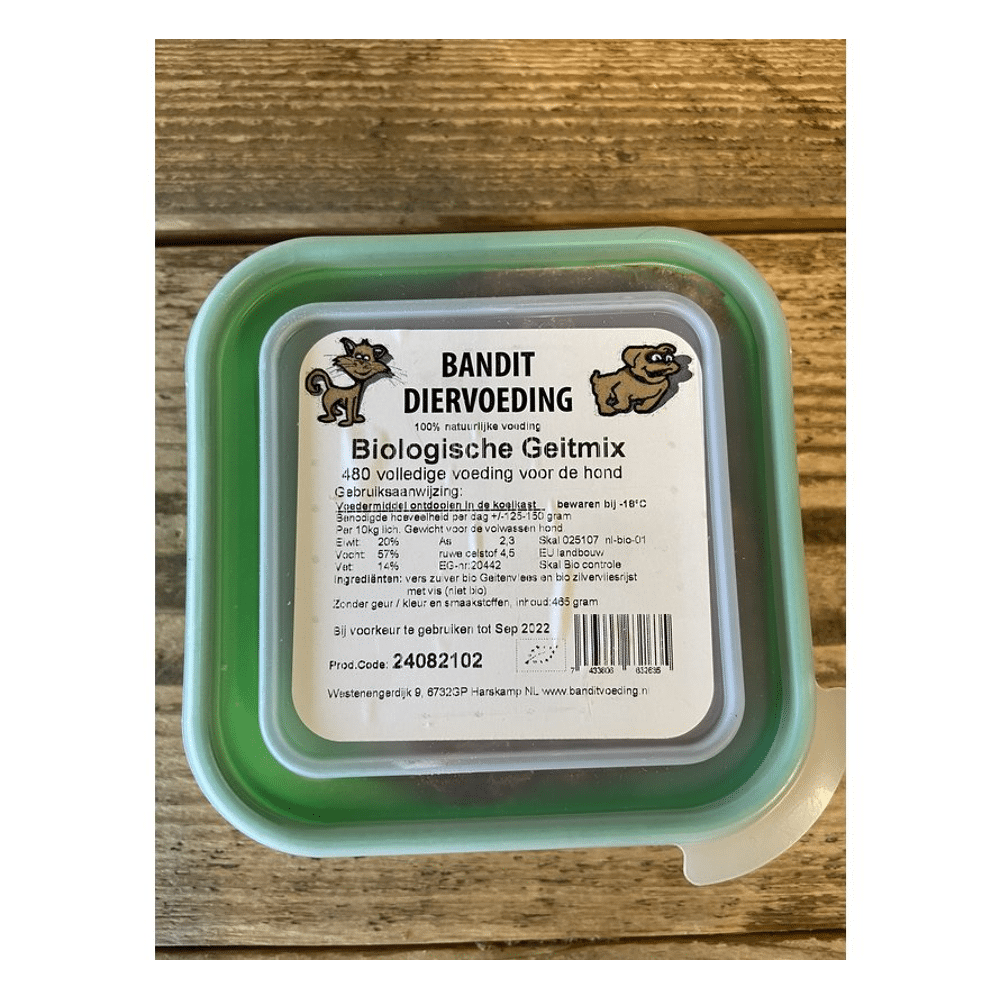 BANDIT
DIERVOEDING
100% natuurlijke voeding
Biologische Geitmix
480 volledige voeding voor de hond
Gebruiksaanwijzing:
Voedermiddel ontdooien in de koelkast bewaren bij -18°C
Benodigde hoeveelheid per dag +/-125-150 gram
Per 10kg lich. Gewicht voor de volwassen hond
Eiwit: 20% As 2,3 Skal 025107 nl-bio-01
Vocht: 57% ruwe celstof 4,5 EU landbouw
Vet: 14% EG-nr:20442 Skal Bio controle
Ingrediënten: vers zuiver bio Geitenvlees en bio zilvervliesrijst
met vis (niet bio)
Zonder geur / kleur en smaakstoffen, inhoud:465 gram
Bij voorkeur te gebruiken tot Sep 2022
Prod.Code: 24082102
7 433606 632635
Westenengerdijk 9, 6732GP Harskamp NL www.banditvoeding.nl